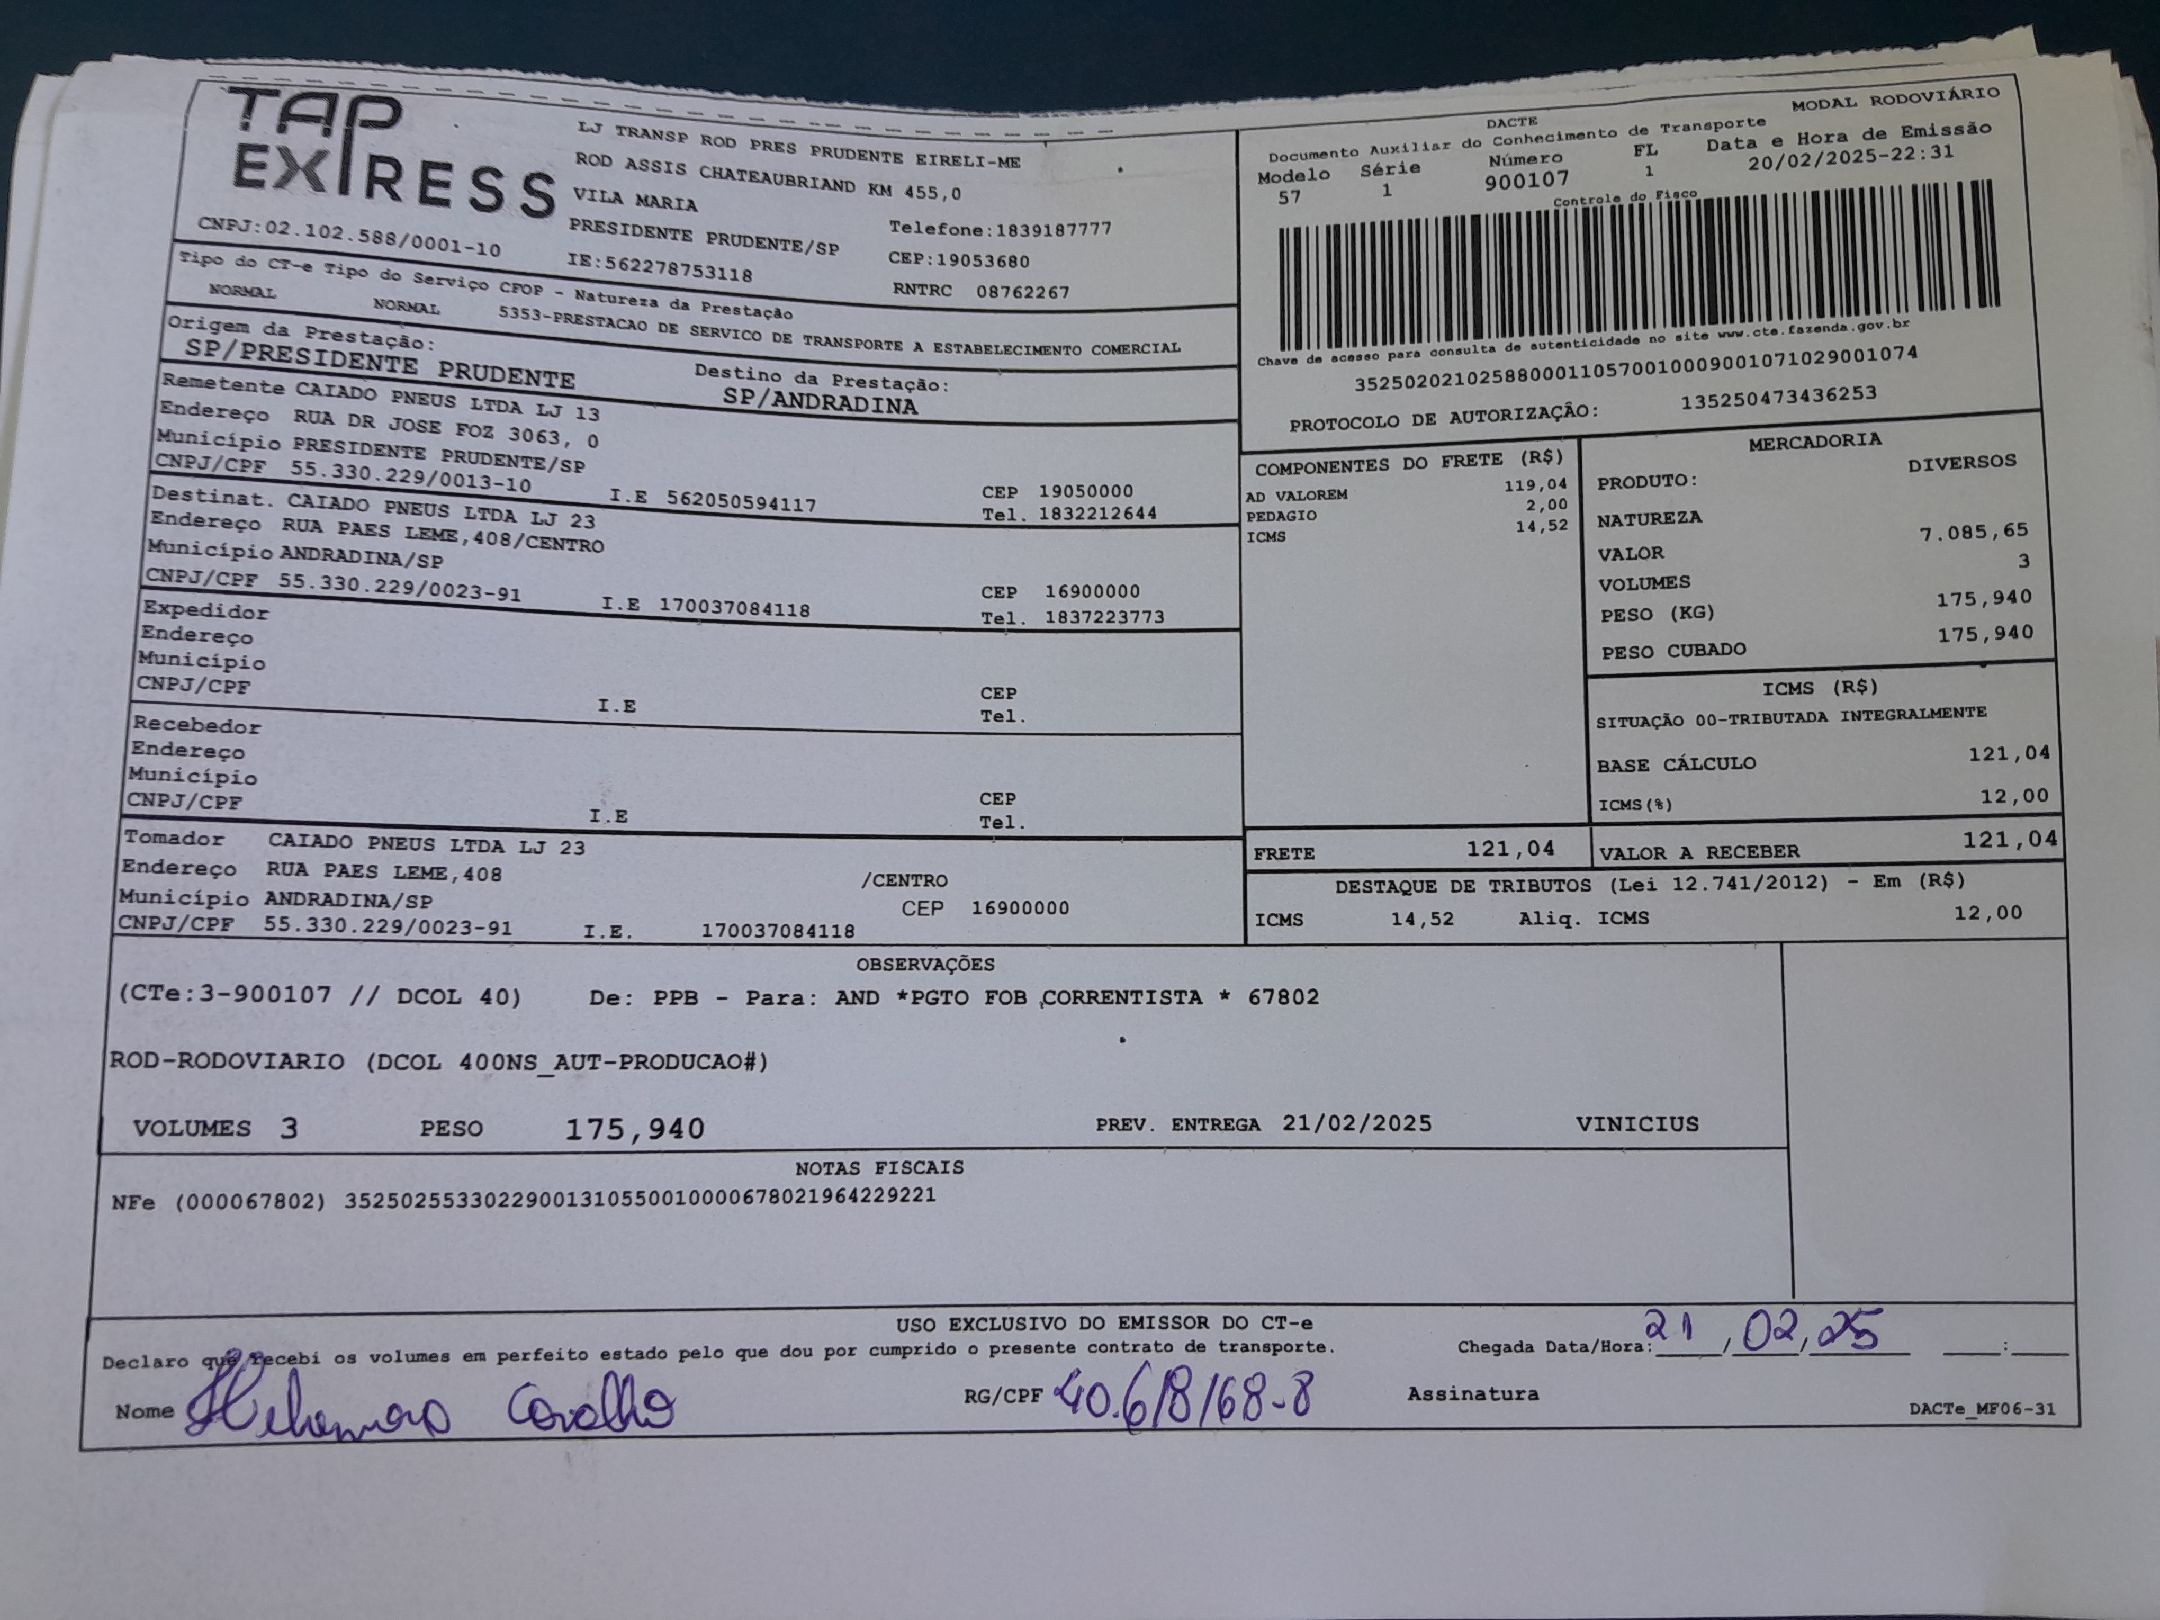 TAP
EXPRESS
CNPJ:02.102.588/0001-10
LJ TRANSP ROD PRES PRUDENTE EIRELI-ME
ROD ASSIS CHATEAUBRIAND KM 455,0
VILA MARIA
PRESIDENTE PRUDENTE/SP
IE:562278753118
Telefone:1839187777
CEP:19053680
RNTRC 08762267
DACTE
MODAL RODOVIÁRIO
Documento Auxiliar do Conhecimento de Transporte
Modelo Série Número FL Data e Hora de Emissão
57 1 900107 1 20/02/2025-22:31
Controle do Fisco
Chave de acesso para consulta de autenticidade no site www.cte.fazenda.gov.br
35250202102588000110570010009001071029001074
PROTOCOLO DE AUTORIZAÇÃO: 135250473436253
Tipo do CT-e Tipo do Serviço CFOP - Natureza da Prestação
NORMAL NORMAL 5353-PRESTACAO DE SERVICO DE TRANSPORTE A ESTABELECIMENTO COMERCIAL
Origem da Prestação: Destino da Prestação:
SP/PRESIDENTE PRUDENTE SP/ANDRADINA
Remetente CAIADO PNEUS LTDA LJ 13
Endereço RUA DR JOSE FOZ 3063, 0
Município PRESIDENTE PRUDENTE/SP CEP 19050000
CNPJ/CPF 55.330.229/0013-10 I.E 562050594117 Tel. 1832212644
Destinat. CAIADO PNEUS LTDA LJ 23
Endereço RUA PAES LEME,408/CENTRO
Município ANDRADINA/SP CEP 16900000
CNPJ/CPF 55.330.229/0023-91 I.E 170037084118 Tel. 1837223773
Expedidor
Endereço
Município CEP
CNPJ/CPF I.E Tel.
Recebedor
Endereço
Município CEP
CNPJ/CPF I.E Tel.
Tomador CAIADO PNEUS LTDA LJ 23
Endereço RUA PAES LEME,408 /CENTRO
Município ANDRADINA/SP CEP 16900000
CNPJ/CPF 55.330.229/0023-91 I.E. 170037084118
COMPONENTES DO FRETE (R$)
AD VALOREM 119,04
PEDAGIO 2,00
ICMS 14,52
MERCADORIA
PRODUTO: DIVERSOS
NATUREZA
VALOR 7.085,65
VOLUMES 3
PESO (KG) 175,940
PESO CUBADO 175,940
ICMS (R$)
SITUAÇÃO 00-TRIBUTADA INTEGRALMENTE
BASE CÁLCULO 121,04
ICMS(%) 12,00
FRETE 121,04 VALOR A RECEBER 121,04
DESTAQUE DE TRIBUTOS (Lei 12.741/2012) - Em (R$)
ICMS 14,52 Aliq. ICMS 12,00
OBSERVAÇÕES
(CTe:3-900107 // DCOL 40) De: PPB - Para: AND *PGTO FOB CORRENTISTA * 67802
ROD-RODOVIARIO (DCOL 400NS_AUT-PRODUCAO#)
VOLUMES 3 PESO 175,940 PREV. ENTREGA 21/02/2025 VINICIUS
NOTAS FISCAIS
NFe (000067802) 35250255330229001310550010000678021964229221
USO EXCLUSIVO DO EMISSOR DO CT-e
Declaro que recebi os volumes em perfeito estado pelo que dou por cumprido o presente contrato de transporte. Chegada Data/Hora: 21/02/25 :
Nome RG/CPF 40.618168-8 Assinatura
DACTe_MF06-31